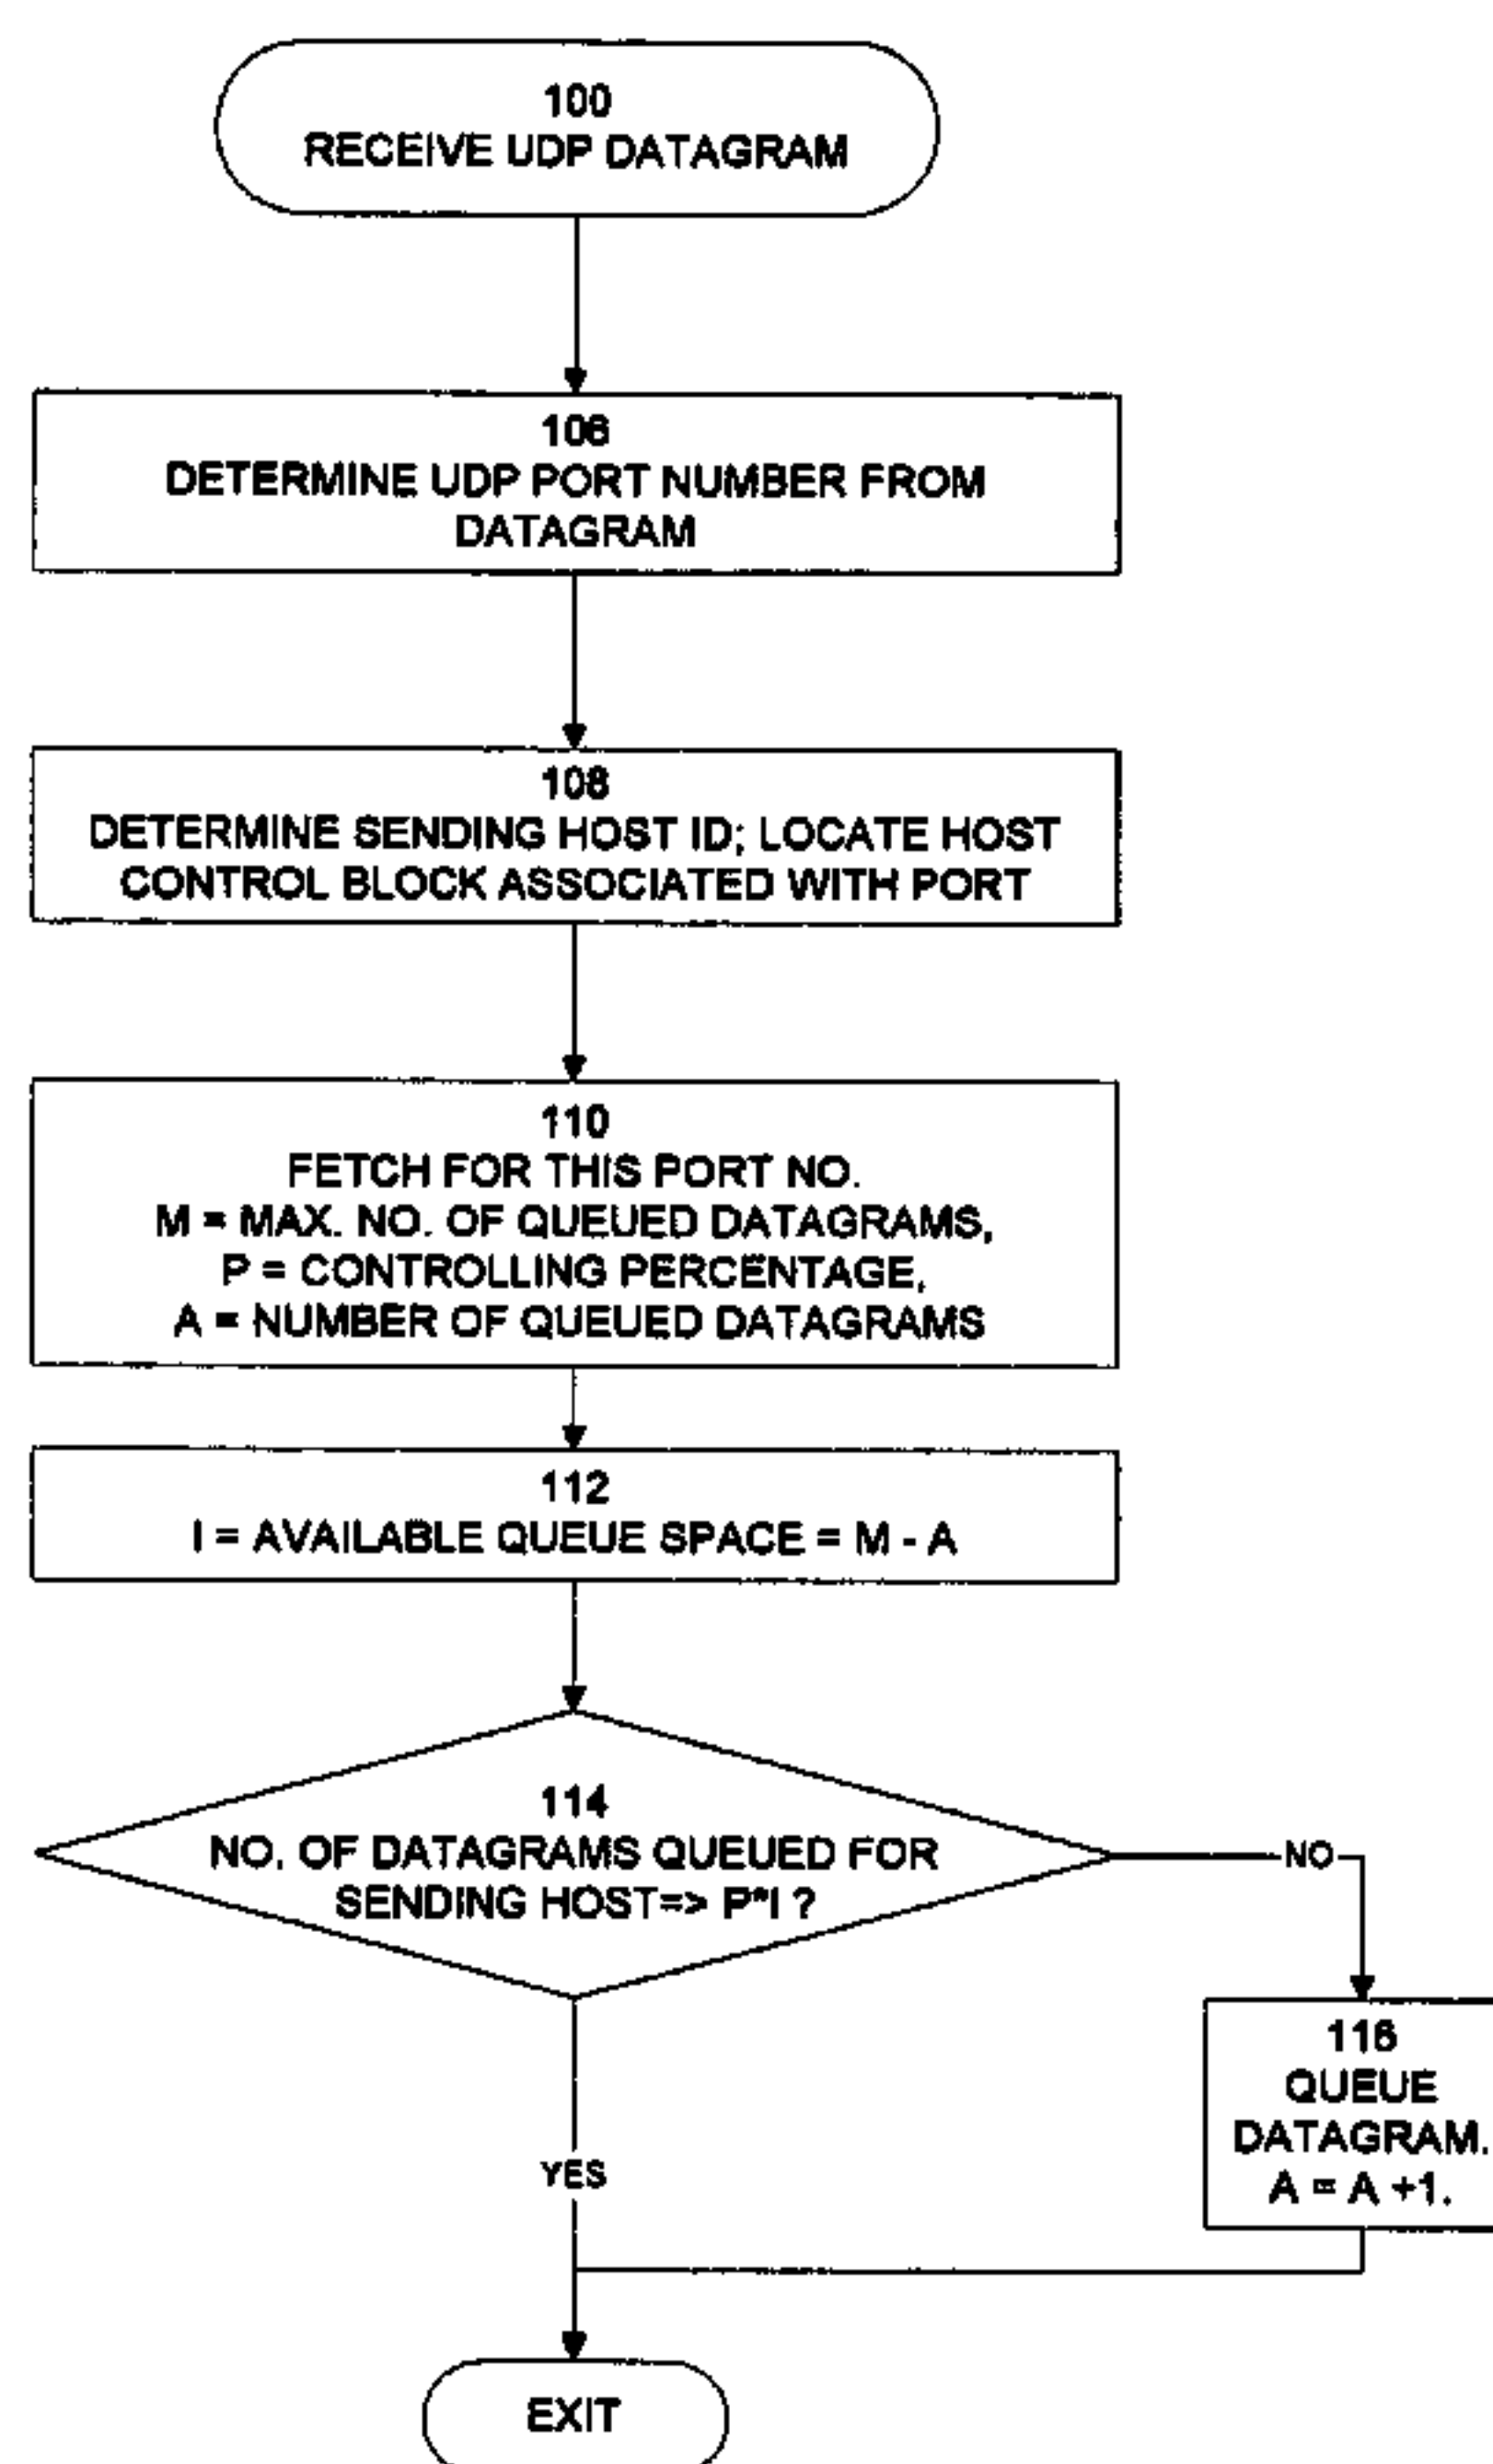 100
RECEIVE UDP DATAGRAM
106
DETERMINE UDP PORT NUMBER FROM
DATAGRAM
108
DETERMINE SENDING HOST ID; LOCATE HOST
CONTROL BLOCK ASSOCIATED WITH PORT
110
FETCH FOR THIS PORT NO.
M = MAX. NO. OF QUEUED DATAGRAMS,
P = CONTROLLING PERCENTAGE,
A = NUMBER OF QUEUED DATAGRAMS
112
I = AVAILABLE QUEUE SPACE = M - A
114
NO. OF DATAGRAMS QUEUED FOR
SENDING HOST=> P*I ?
NO
116
QUEUE
DATAGRAM.
A = A +1.
YES
EXIT